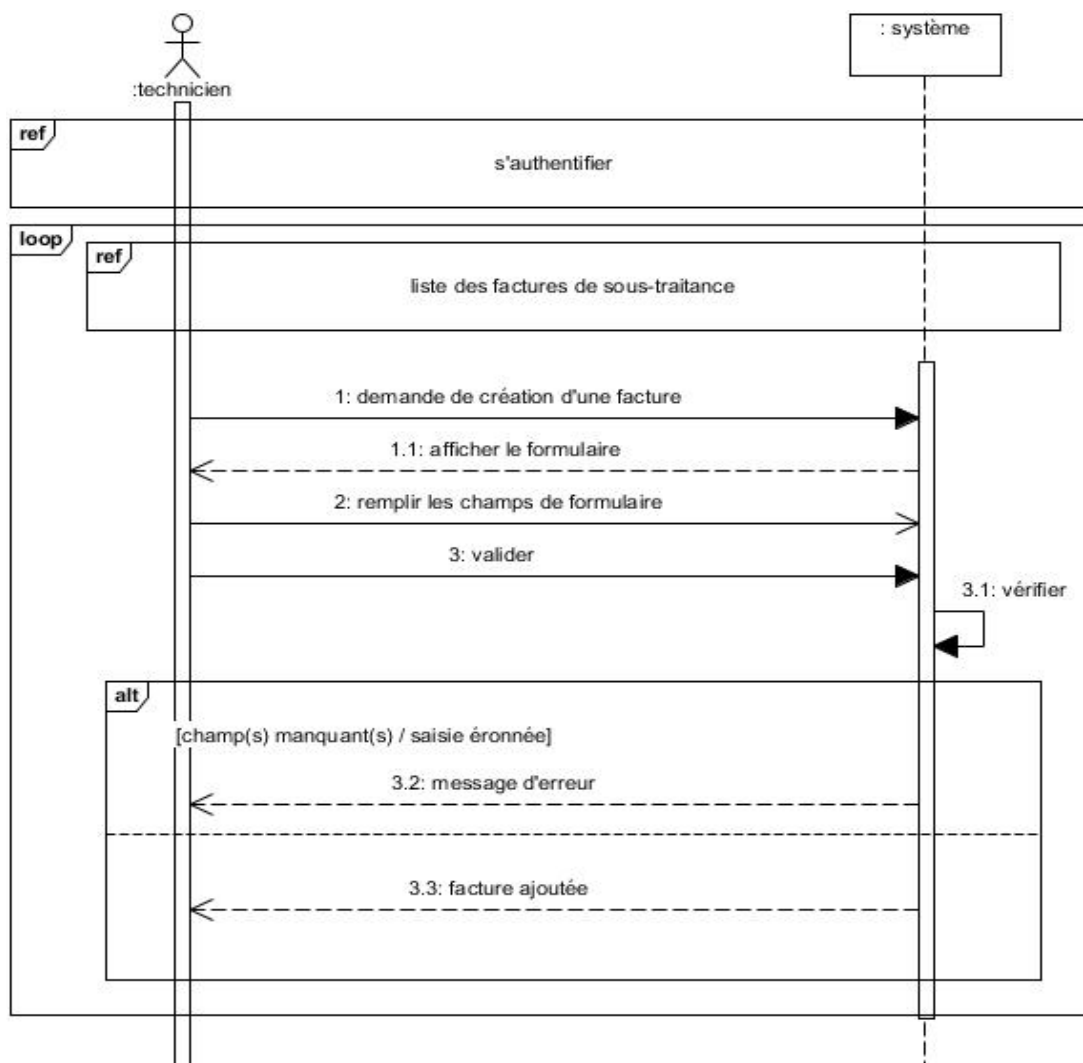 : système
:technicien
ref
s'authentifier
loop
ref
liste des factures de sous-traitance
1: demande de création d'une facture
1.1: afficher le formulaire
2: remplir les champs de formulaire
3: valider
3.1: vérifier
alt
[champ(s) manquant(s) / saisie éronnée]
3.2: message d'erreur
3.3: facture ajoutée